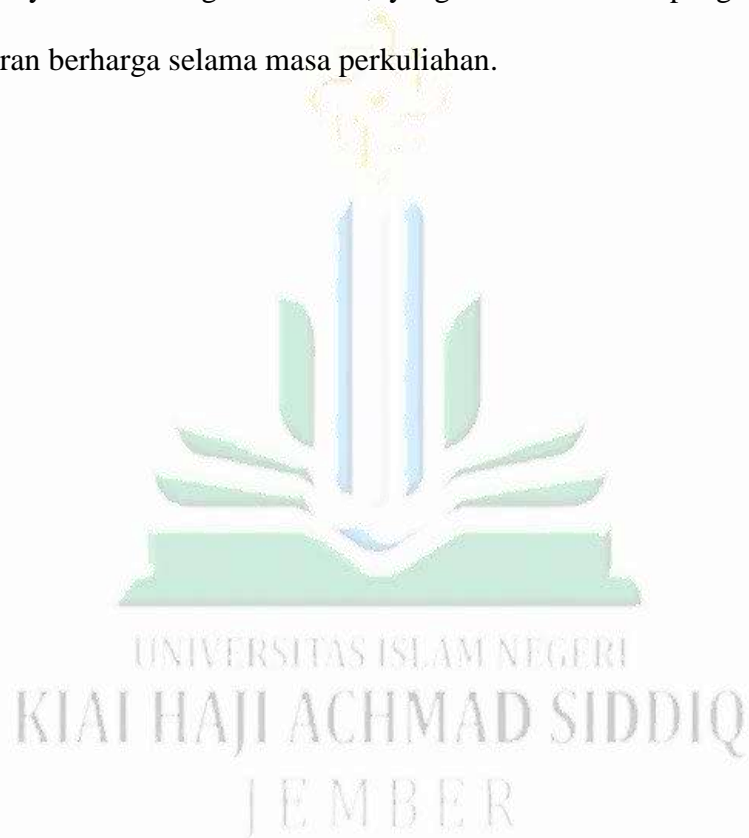 ran berharga selama masa perkuliahan.
UNIVERSITAS ISLAM NEGERI
KIAI HAJI ACHMAD SIDDIQ
JEMBER